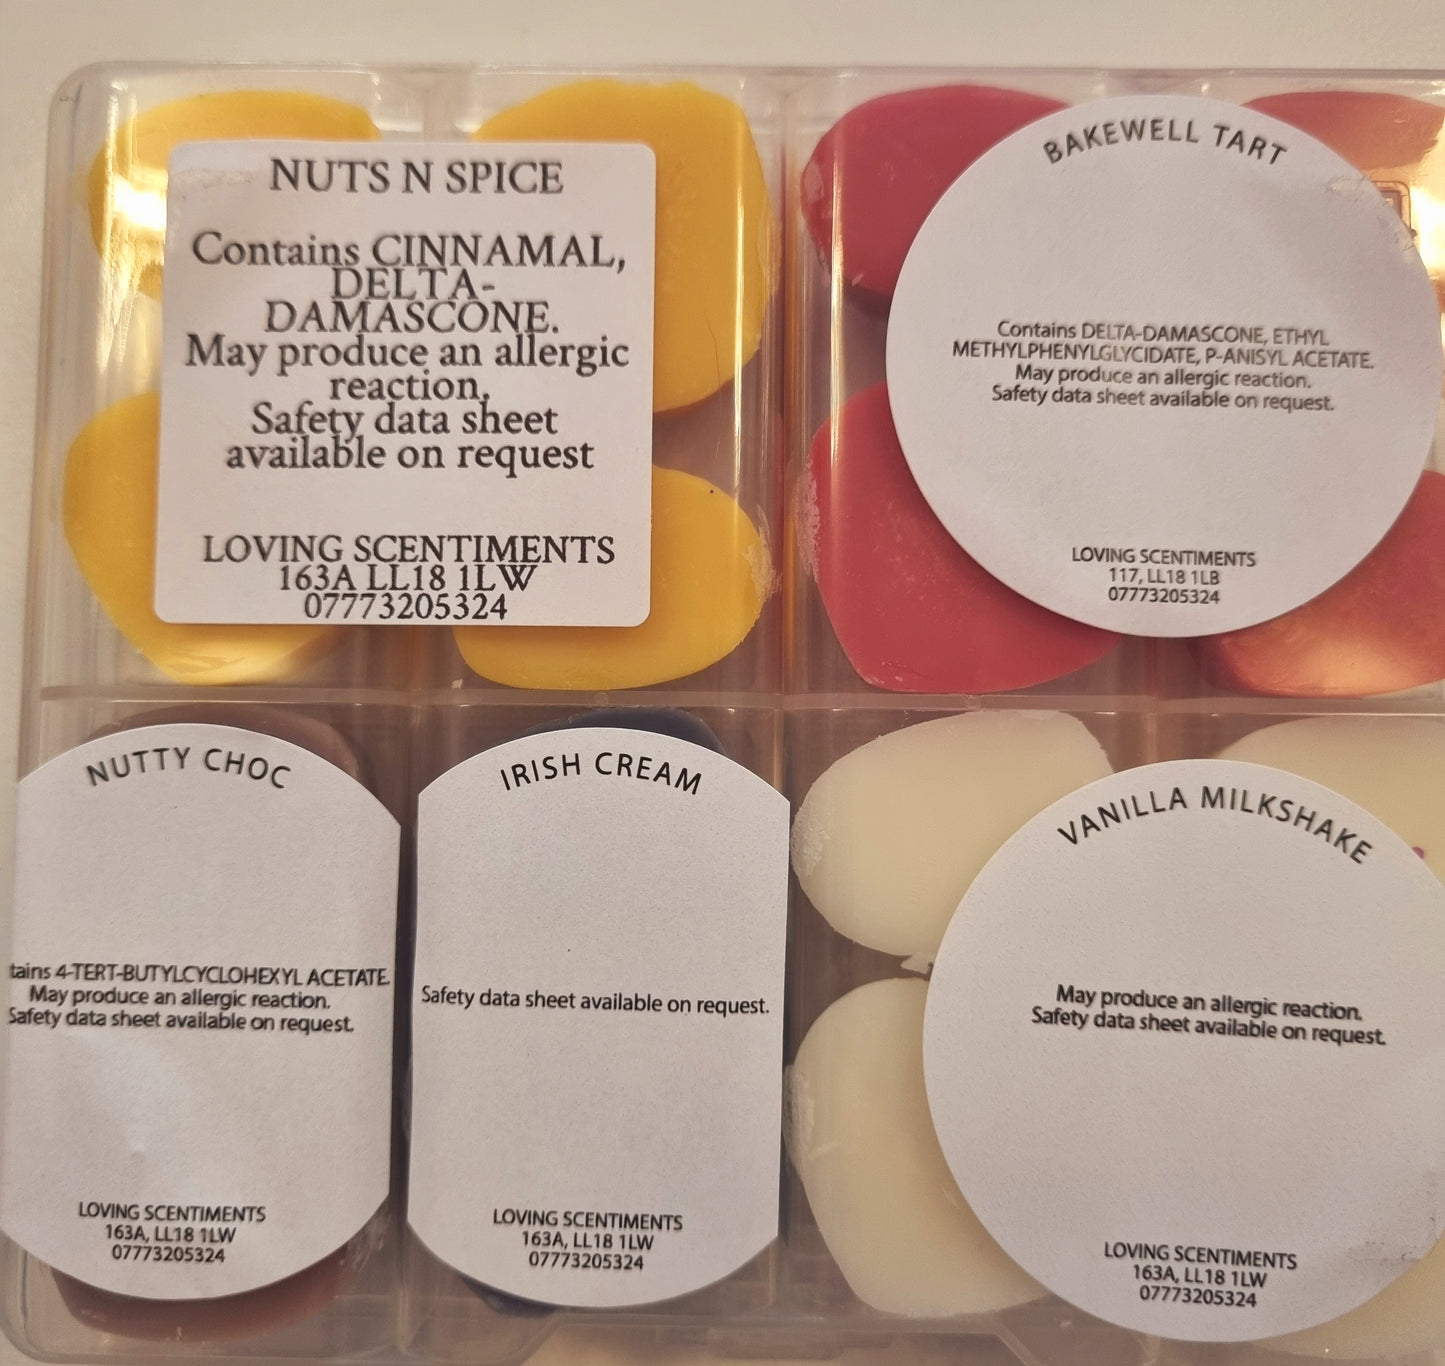 NUTS N SPICE
Contains CINNAMAL,
DELTA-
DAMASCONE.
May produce an allergic
reaction.
Safety data sheet
available on request
LOVING SCENTIMENTS
163A LL18 1LW
07773205324
BAKEWELL TART
Contains DELTA-DAMASCONE, ETHYL
METHYLPHENYLGLYCIDATE, P-ANISYL ACETATE.
May produce an allergic reaction.
Safety data sheet available on request.
LOVING SCENTIMENTS
117, LL18 1LB
07773205324
NUTTY CHOC
tains 4-TERT-BUTYLCYCLOHEXYL ACETATE.
May produce an allergic reaction.
Safety data sheet available on request.
LOVING SCENTIMENTS
163A, LL18 1LW
07773205324
IRISH CREAM
Safety data sheet available on request.
LOVING SCENTIMENTS
163A, LL18 1LW
07773205324
VANILLA MILKSHAKE
May produce an allergic reaction.
Safety data sheet available on request.
LOVING SCENTIMENTS
163A, LL18 1LW
07773205324